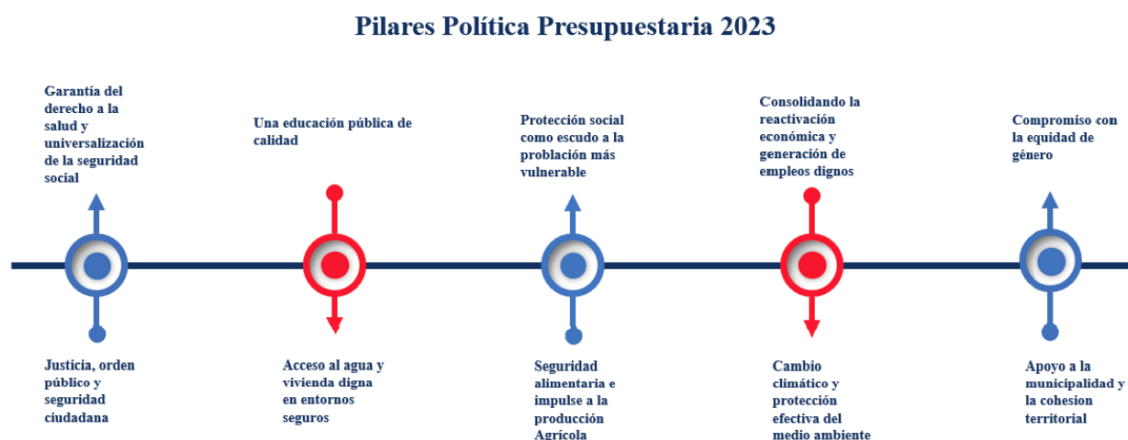 Pilares Política Presupuestaria 2023
Garantía del
derecho a la
salud y
universalización
de la seguridad
social
Una educación pública de
calidad
Protección social
como escudo a la
problación más
vulnerable
Consolidando la
reactivación
económica y
generación de
empleos dignos
Compromiso con
la equidad de
género
Justicia, orden
público y
seguridad
ciudadana
Acceso al agua y
vivienda digna
en entornos
seguros
Seguridad
alimentaria e
impulse a la
producción
Agrícola
Cambio
climático y
protección
efectiva del
medio ambiente
Apoyo a la
municipalidad y
la cohesion
territorial